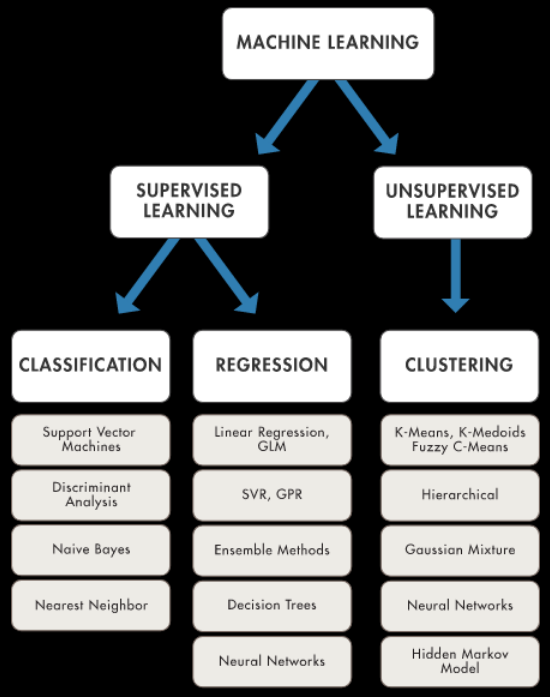 MACHINE LEARNING
SUPERVISED
LEARNING
UNSUPERVISED
LEARNING
CLASSIFICATION
Support Vector
Machines
Discriminant
Analysis
Naive Bayes
Nearest Neighbor
REGRESSION
Linear Regression,
GLM
SVR, GPR
Ensemble Methods
Decision Trees
Neural Networks
CLUSTERING
K-Means, K-Medoids
Fuzzy C-Means
Hierarchical
Gaussian Mixture
Neural Networks
Hidden Markov
Model